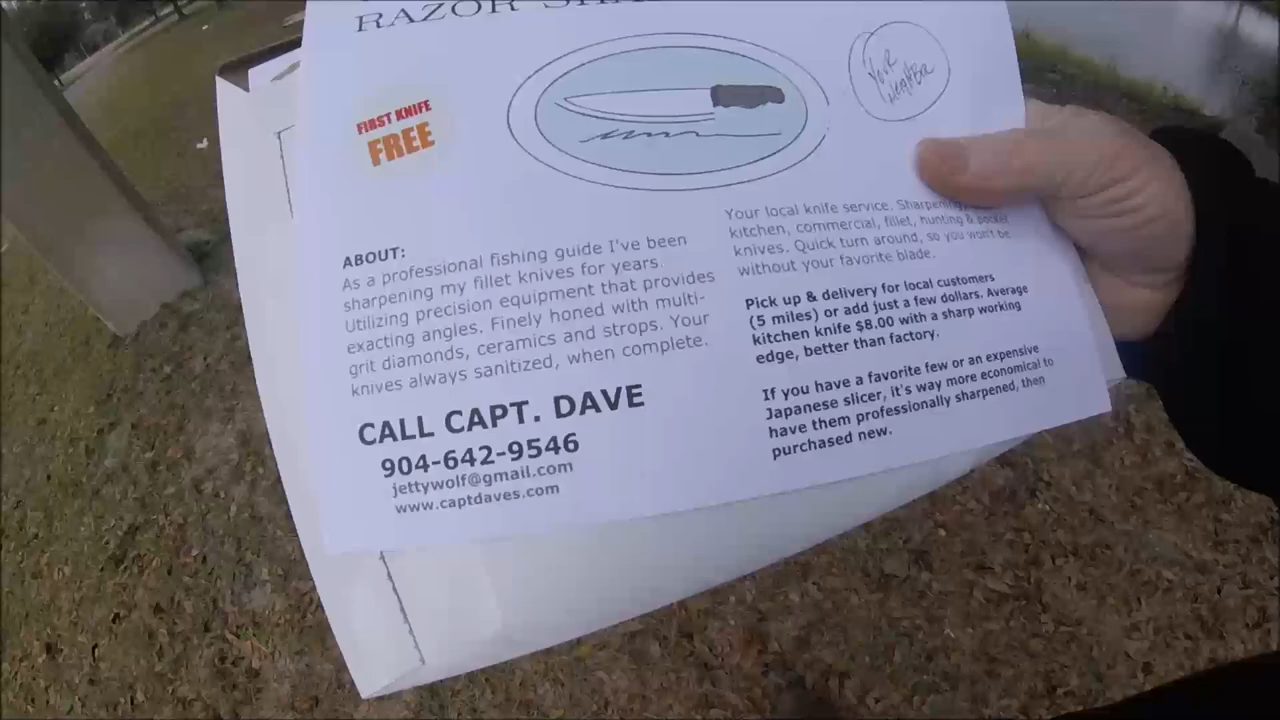 RAZOR
FIRST KNIFE
FREE
YOUR
NEIGHBR
ABOUT:
As a professional fishing guide I've been
sharpening my fillet knives for years.
Utilizing precision equipment that provides
exacting angles. Finely honed with multi-
grit diamonds, ceramics and strops. Your
knives always sanitized, when complete.
CALL CAPT. DAVE
904-642-9546
jettywolf@gmail.com
www.captdaves.com
Your local knife service. Sharpening,
kitchen, commercial, fillet, hunting & pocket
knives. Quick turn around, so you won't be
without your favorite blade.
Pick up & delivery for local customers
(5 miles) or add just a few dollars. Average
kitchen knife $8.00 with a sharp working
edge, better than factory.
If you have a favorite few or an expensive
Japanese slicer, it's way more economical to
have them professionally sharpened, then
purchased new.